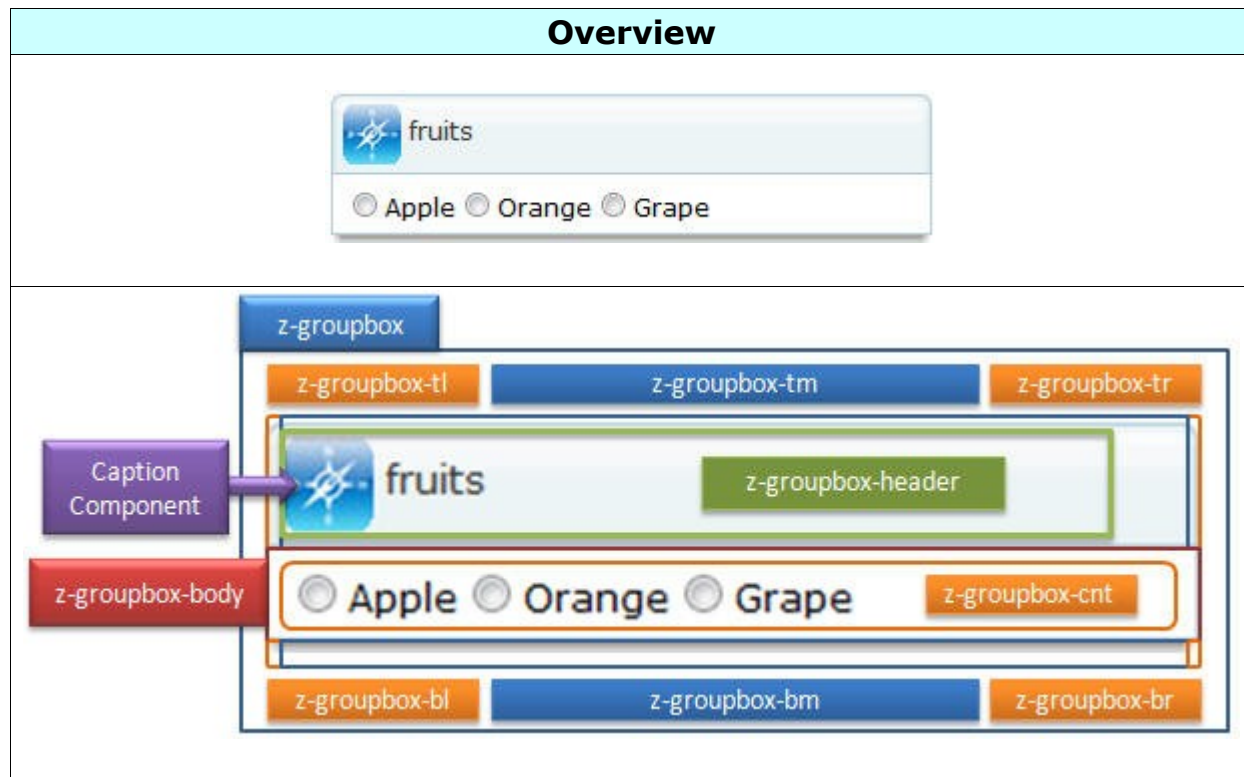 Overview
fruits
Apple Orange Grape
z-groupbox
z-groupbox-tl z-groupbox-tm z-groupbox-tr
Caption
Component
fruits
z-groupbox-header
z-groupbox-body
Apple Orange Grape
z-groupbox-cnt
z-groupbox-bl z-groupbox-bm z-groupbox-br